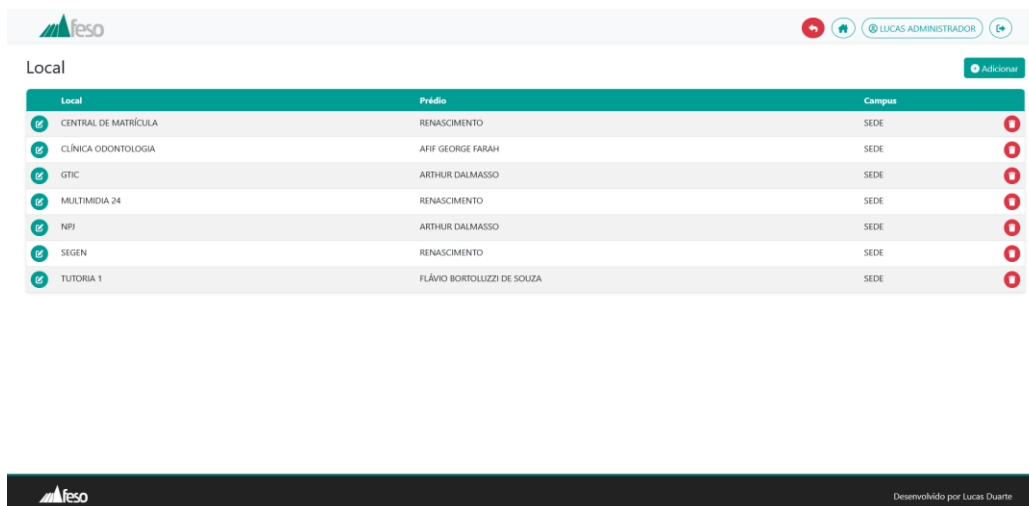 feso
LUCAS ADMINISTRADOR
Local
Adicionar
Local Prédio Campus
CENTRAL DE MATRÍCULA RENASCIMENTO SEDE
CLÍNICA ODONTOLOGIA AFIF GEORGE FARAH SEDE
GTIC ARTHUR DALMASSO SEDE
MULTIMIDIA 24 RENASCIMENTO SEDE
NPJ ARTHUR DALMASSO SEDE
SEGEN RENASCIMENTO SEDE
TUTORIA 1 FLÁVIO BORTOLUZZI DE SOUZA SEDE
feso
Desenvolvido por Lucas Duarte